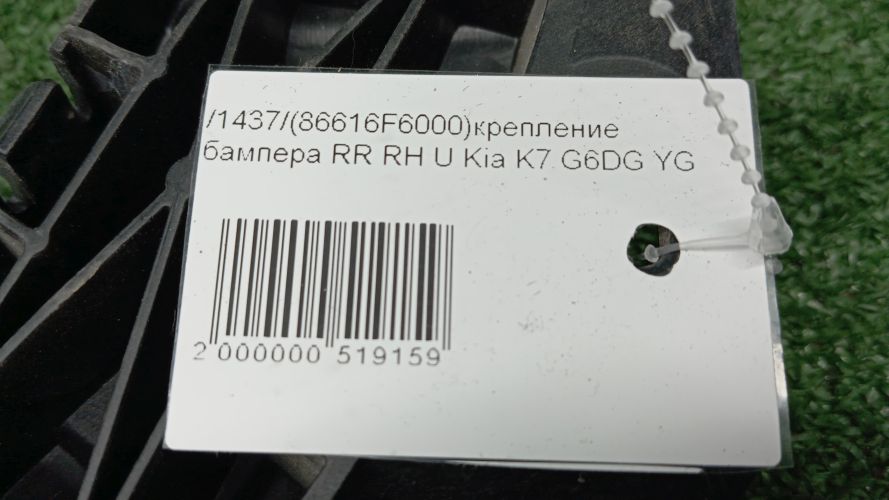 /1437/(86616F6000)крепление
бампера RR RH U Kia K7 G6DG YG
2 000000 519159